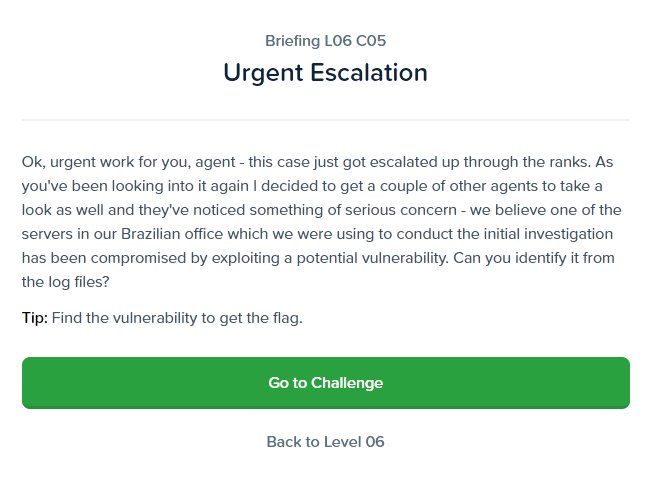 Briefing L06 C05
Urgent Escalation
Ok, urgent work for you, agent - this case just got escalated up through the ranks. As
you've been looking into it again I decided to get a couple of other agents to take a
look as well and they've noticed something of serious concern - we believe one of the
servers in our Brazilian office which we were using to conduct the initial investigation
has been compromised by exploiting a potential vulnerability. Can you identify it from
the log files?
Tip: Find the vulnerability to get the flag.
Go to Challenge
Back to Level 06